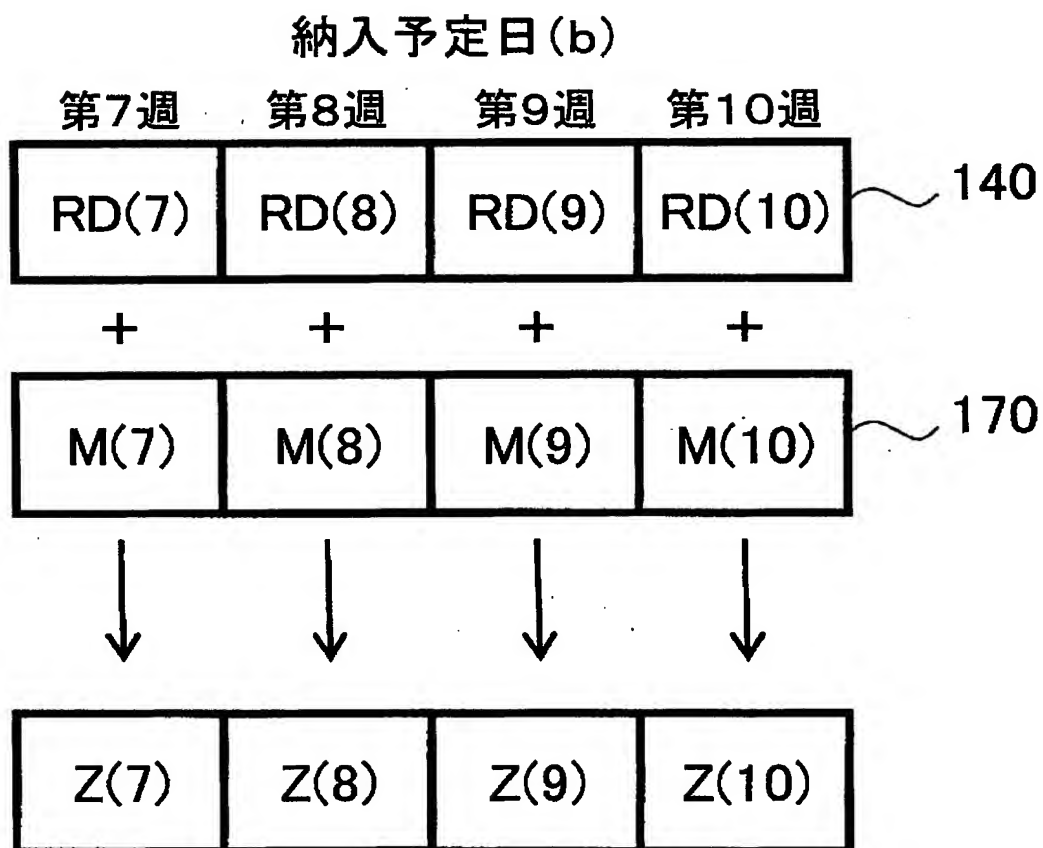 納入予定日(b)
第7週 第8週 第9週 第10週
RD(7) RD(8) RD(9) RD(10) 140
+ + + +
M(7) M(8) M(9) M(10) 170
Z(7) Z(8) Z(9) Z(10)